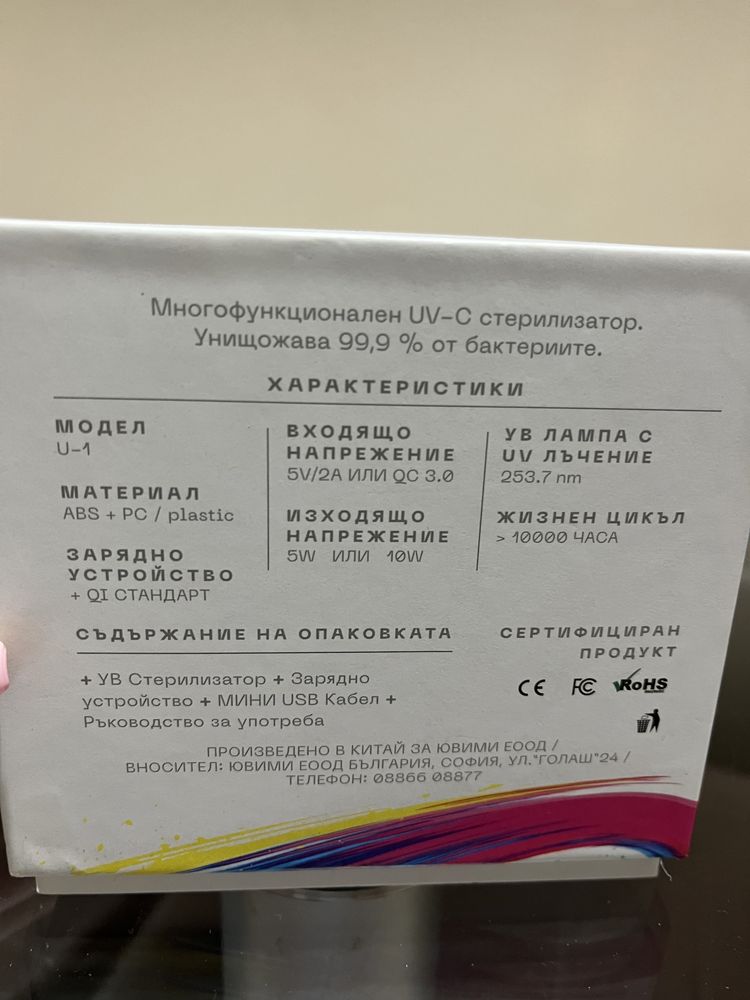 Многофункционален UV-C стерилизатор.
Унищожава 99,9 % от бактериите.
ХАРАКТЕРИСТИКИ
МОДЕЛ
U-1
МАТЕРИАЛ
ABS + PC / plastic
ЗАРЯДНО
УСТРОЙСТВО
+ QI СТАНДАРТ
ВХОДЯЩО
НАПРЕЖЕНИЕ
5V/2A ИЛИ QC 3.0
ИЗХОДЯЩО
НАПРЕЖЕНИЕ
5W ИЛИ 10W
УВ ЛАМПА С
UV ЛЪЧЕНИЕ
253.7 nm
ЖИЗНЕН ЦИКЪЛ
> 10000 ЧАСА
СЪДЪРЖАНИЕ НА ОПАКОВКАТА
+ УВ Стерилизатор + Зарядно
устройство + МИНИ USB Кабел +
Ръководство за употреба
СЕРТИФИЦИРАН
ПРОДУКТ
CE FC RoHS
ПРОИЗВЕДЕНО В КИТАЙ ЗА ЮВИМИ ЕООД /
ВНОСИТЕЛ: ЮВИМИ ЕООД БЪЛГАРИЯ, СОФИЯ, УЛ."ГОЛАШ"24 /
ТЕЛЕФОН: 08866 08877